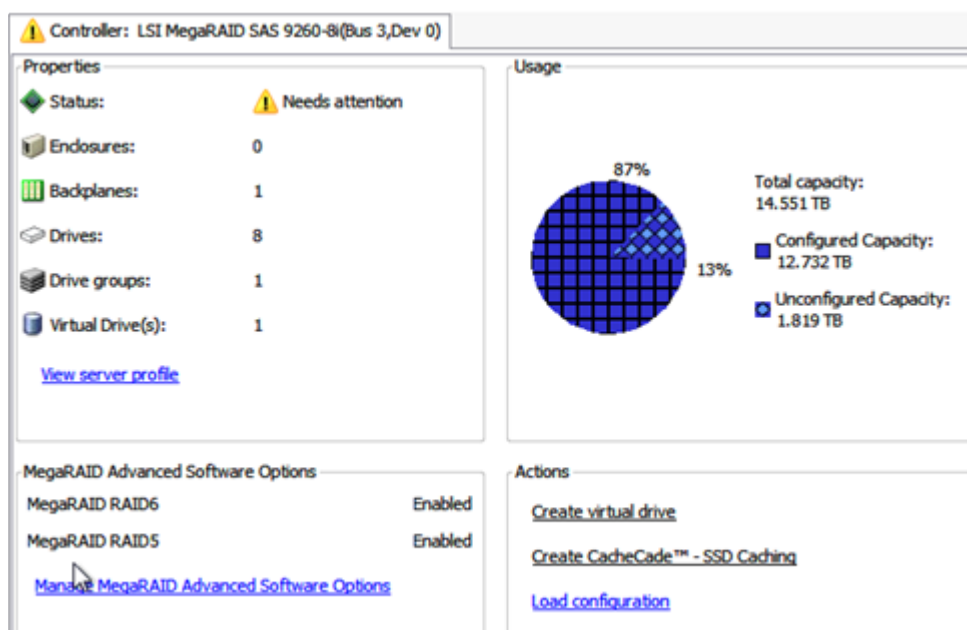 Controller: LSI MegaRAID SAS 9260-8i(Bus 3,Dev 0)
Properties
Status: Needs attention
Enclosures: 0
Backplanes: 1
Drives: 8
Drive groups: 1
Virtual Drive(s): 1
View server profile
Usage
87%
13%
Total capacity:
14.551 TB
Configured Capacity:
12.732 TB
Unconfigured Capacity:
1.819 TB
MegaRAID Advanced Software Options
MegaRAID RAID6 Enabled
MegaRAID RAID5 Enabled
Manage MegaRAID Advanced Software Options
Actions
Create virtual drive
Create CacheCade™ - SSD Caching
Load configuration